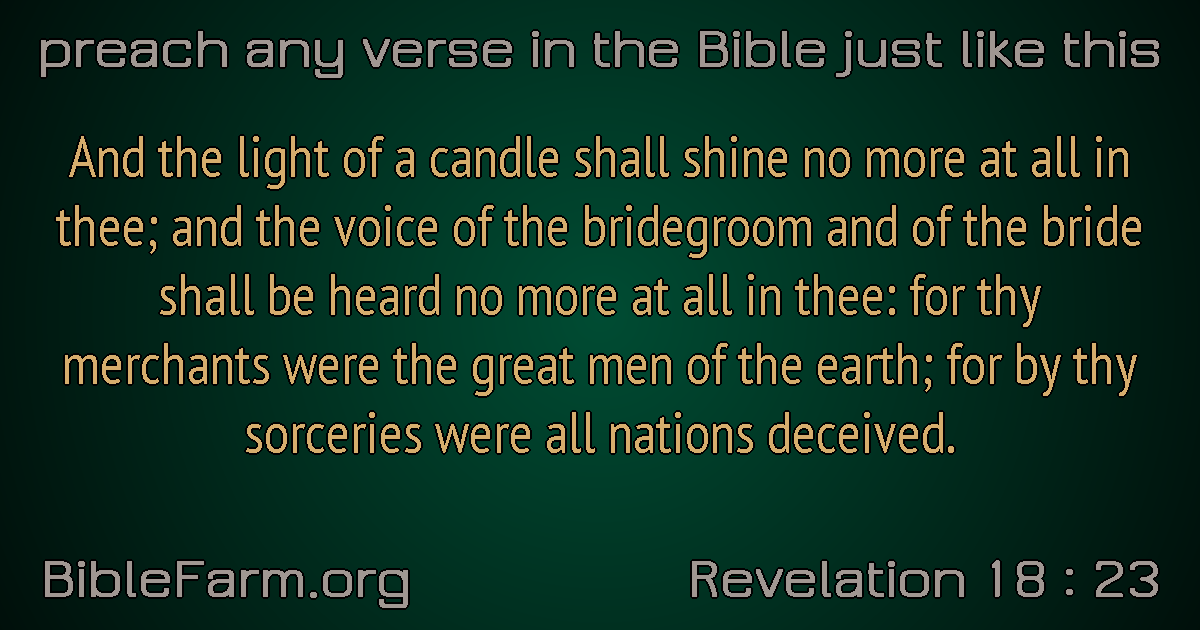 preach any verse in the Bible just like this
And the light of a candle shall shine no more at all in
thee; and the voice of the bridegroom and of the bride
shall be heard no more at all in thee: for thy
merchants were the great men of the earth; for by thy
sorceries were all nations deceived.
BibleFarm.org
Revelation 18 : 23